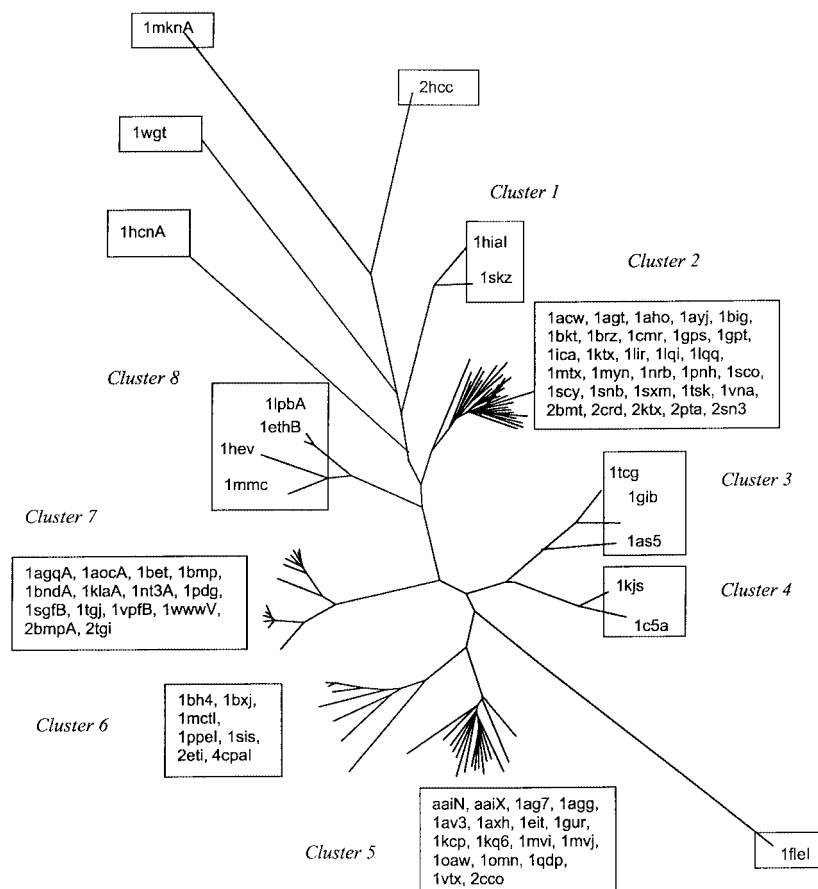 1mknA
2hcc
1wgt
Cluster 1
1hcnA
1hiaI
1skz
Cluster 2
1acw, 1agt, 1aho, 1ayj, 1big,
1bkt, 1brz, 1cmr, 1gps, 1gpt,
1ica, 1ktx, 1lir, 1lqi, 1lqq,
1mtx, 1myn, 1nrb, 1pnh, 1sco,
1scy, 1snb, 1sxm, 1tsk, 1vna,
2bmt, 2crd, 2ktx, 2pta, 2sn3
Cluster 8
1lpbA
1ethB
1hev
1mmc
Cluster 3
1tcg
1gib
1as5
Cluster 7
1agqA, 1aocA, 1bet, 1bmp,
1bndA, 1klaA, 1nt3A, 1pdg,
1sgfB, 1tgj, 1vpfB, 1wwwV,
2bmpA, 2tgi
Cluster 4
1kjs
1c5a
Cluster 6
1bh4, 1bxj,
1mctI,
1ppeI, 1sis,
2eti, 4cpaI
Cluster 5
aaiN, aaiX, 1ag7, 1agg,
1av3, 1axh, 1eit, 1gur,
1kcp, 1kq6, 1mvi, 1mvj,
1oaw, 1omn, 1qdp,
1vtx, 2cco
1fleI